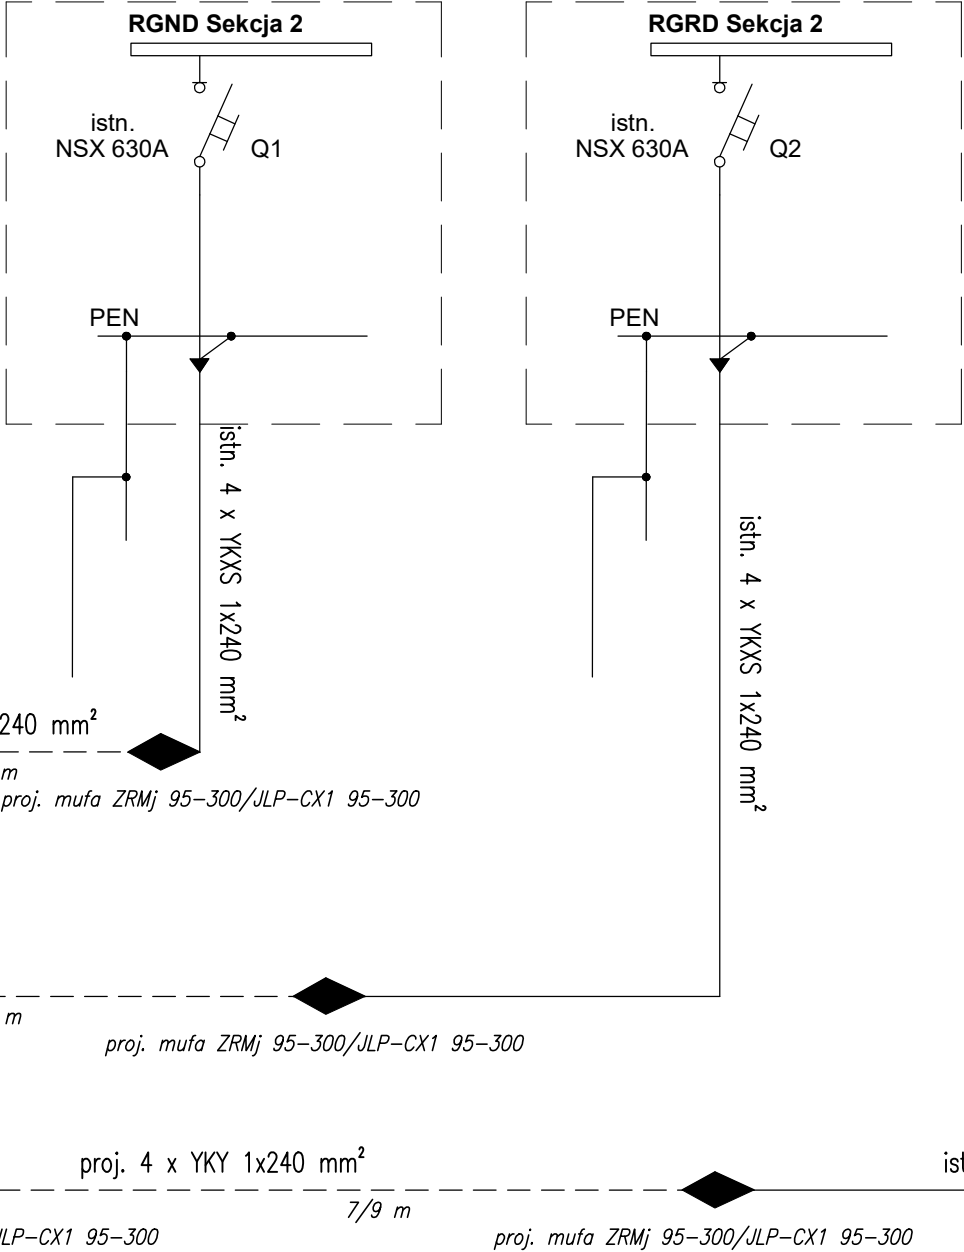 RGND Sekcja 2
RGRD Sekcja 2
istn.
NSX 630A
Q1
istn.
NSX 630A
Q2
PEN
PEN
istn. 4 x YKXS 1x240 mm²
istn. 4 x YKXS 1x240 mm²
240 mm²
m
proj. mufa ZRMj 95-300/JLP-CX1 95-300
m
proj. mufa ZRMj 95-300/JLP-CX1 95-300
proj. 4 x YKY 1x240 mm²
ist
7/9 m
JLP-CX1 95-300
proj. mufa ZRMj 95-300/JLP-CX1 95-300